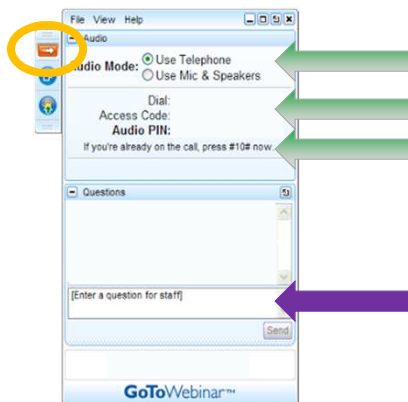 File View Help
Audio
Audio Mode: Use Telephone
Use Mic & Speakers
Dial:
Access Code:
Audio PIN:
If you're already on the call, press #10# now.
Questions
[Enter a question for staff]
Send
GoToWebinar™